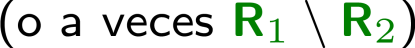 (o a veces R₁ \ R₂)